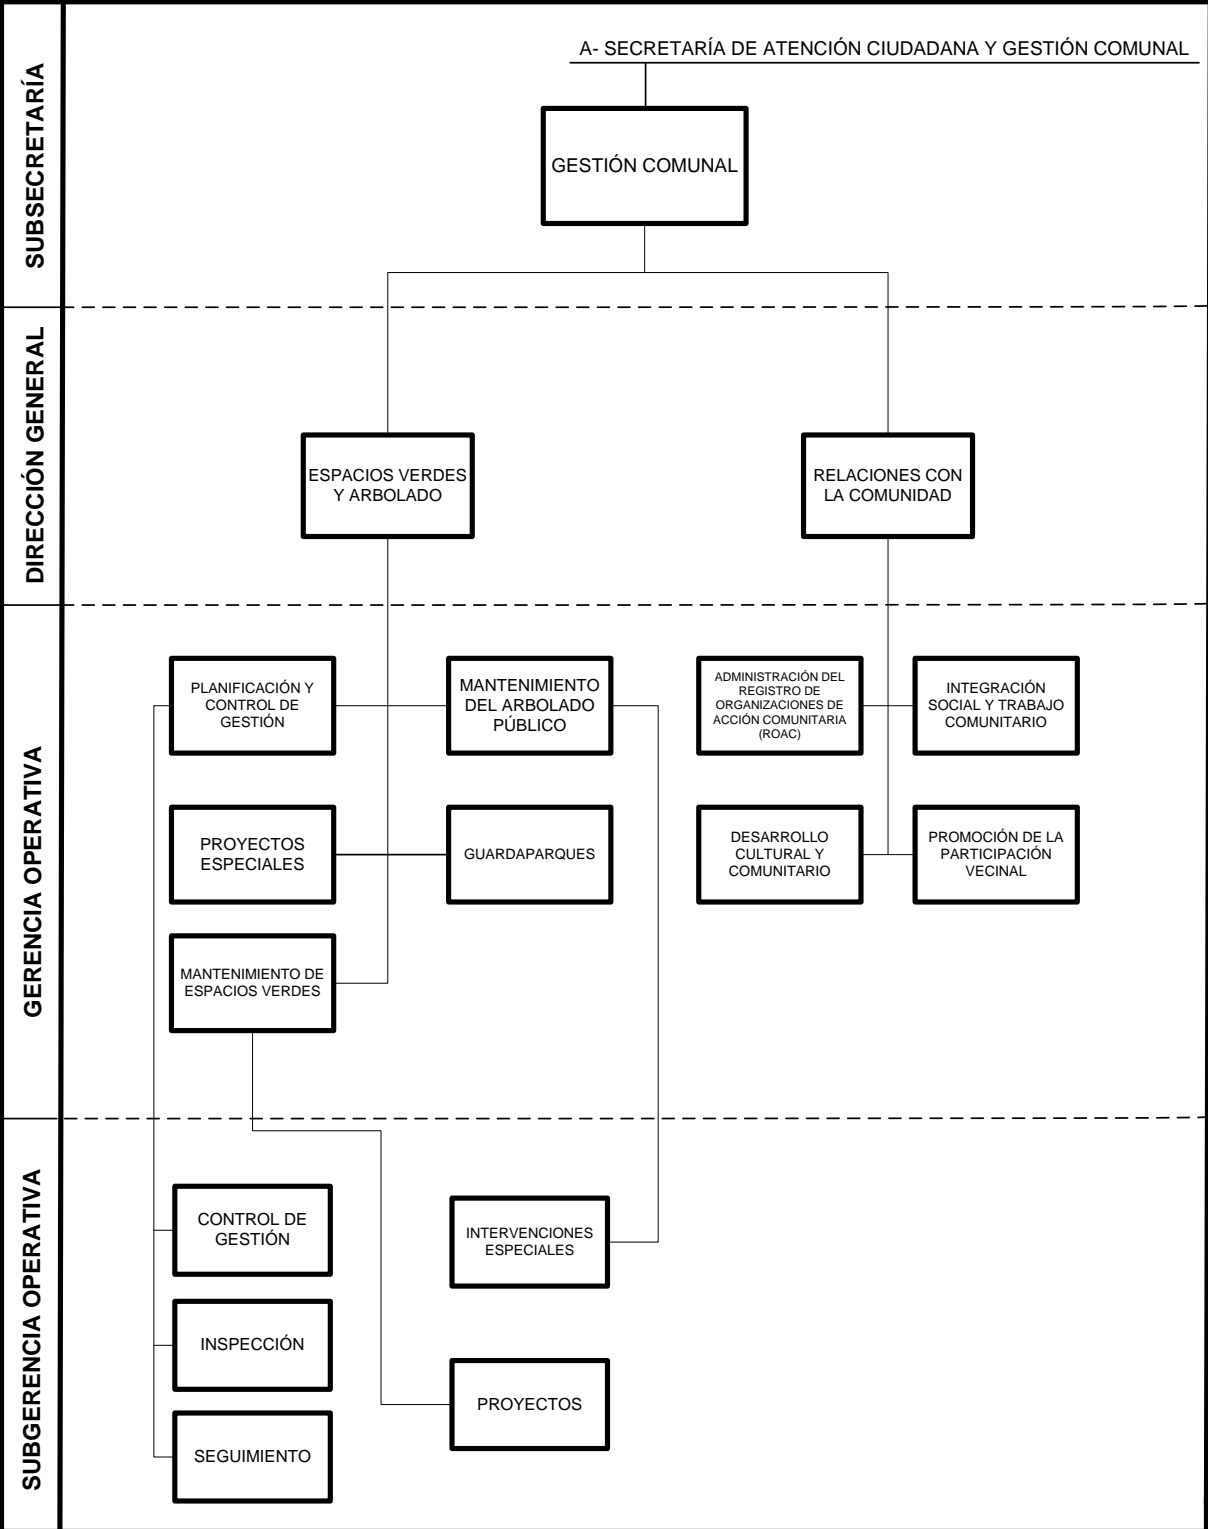 A- SECRETARÍA DE ATENCIÓN CIUDADANA Y GESTIÓN COMUNAL
SUBSECRETARÍA
GESTIÓN COMUNAL
DIRECCIÓN GENERAL
ESPACIOS VERDES
Y ARBOLADO
RELACIONES CON
LA COMUNIDAD
GERENCIA OPERATIVA
PLANIFICACIÓN Y
CONTROL DE
GESTIÓN
MANTENIMIENTO
DEL ARBOLADO
PÚBLICO
ADMINISTRACIÓN DEL
REGISTRO DE
ORGANIZACIONES DE
ACCIÓN COMUNITARIA
(ROAC)
INTEGRACIÓN
SOCIAL Y TRABAJO
COMUNITARIO
PROYECTOS
ESPECIALES
GUARDAPARQUES
DESARROLLO
CULTURAL Y
COMUNITARIO
PROMOCIÓN DE LA
PARTICIPACIÓN
VECINAL
MANTENIMIENTO DE
ESPACIOS VERDES
SUBGERENCIA OPERATIVA
CONTROL DE
GESTIÓN
INTERVENCIONES
ESPECIALES
INSPECCIÓN
PROYECTOS
SEGUIMIENTO